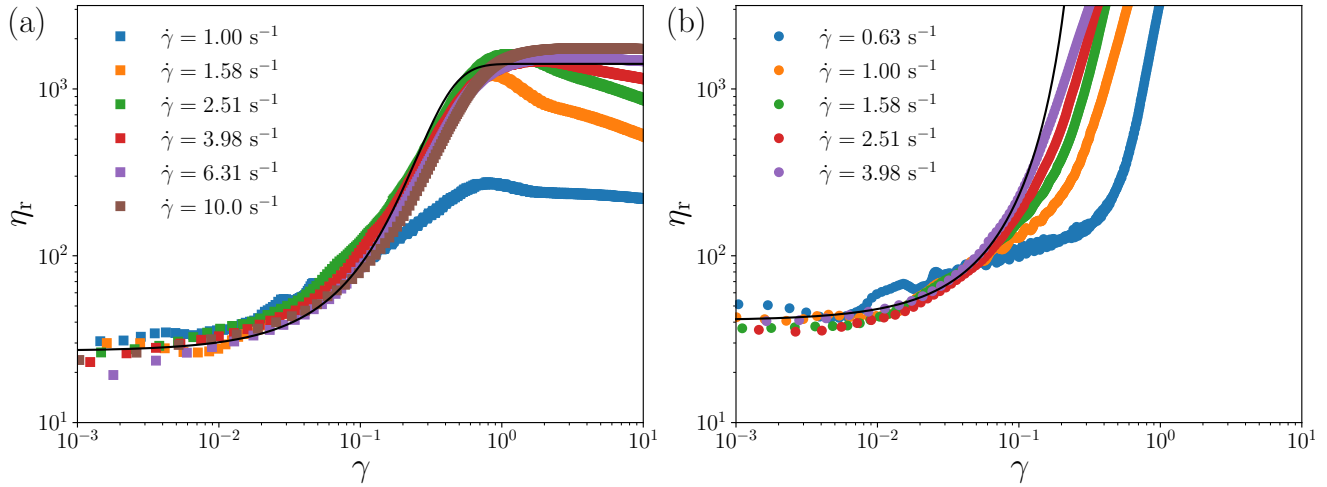 (a)
γ̇ = 1.00 s⁻¹
γ̇ = 1.58 s⁻¹
γ̇ = 2.51 s⁻¹
γ̇ = 3.98 s⁻¹
γ̇ = 6.31 s⁻¹
γ̇ = 10.0 s⁻¹
10³
10²
10¹
ηᵣ
10⁻³ 10⁻² 10⁻¹ 10⁰ 10¹
γ
(b)
γ̇ = 0.63 s⁻¹
γ̇ = 1.00 s⁻¹
γ̇ = 1.58 s⁻¹
γ̇ = 2.51 s⁻¹
γ̇ = 3.98 s⁻¹
10³
10²
10¹
ηᵣ
10⁻³ 10⁻² 10⁻¹ 10⁰ 10¹
γ